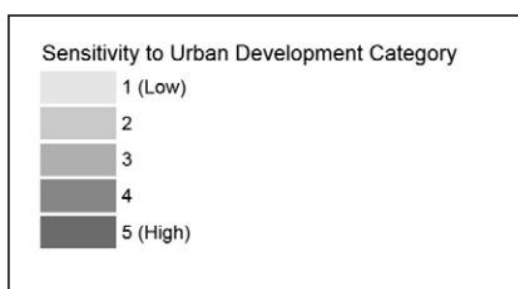 Sensitivity to Urban Development Category
1 (Low)
2
3
4
5 (High)